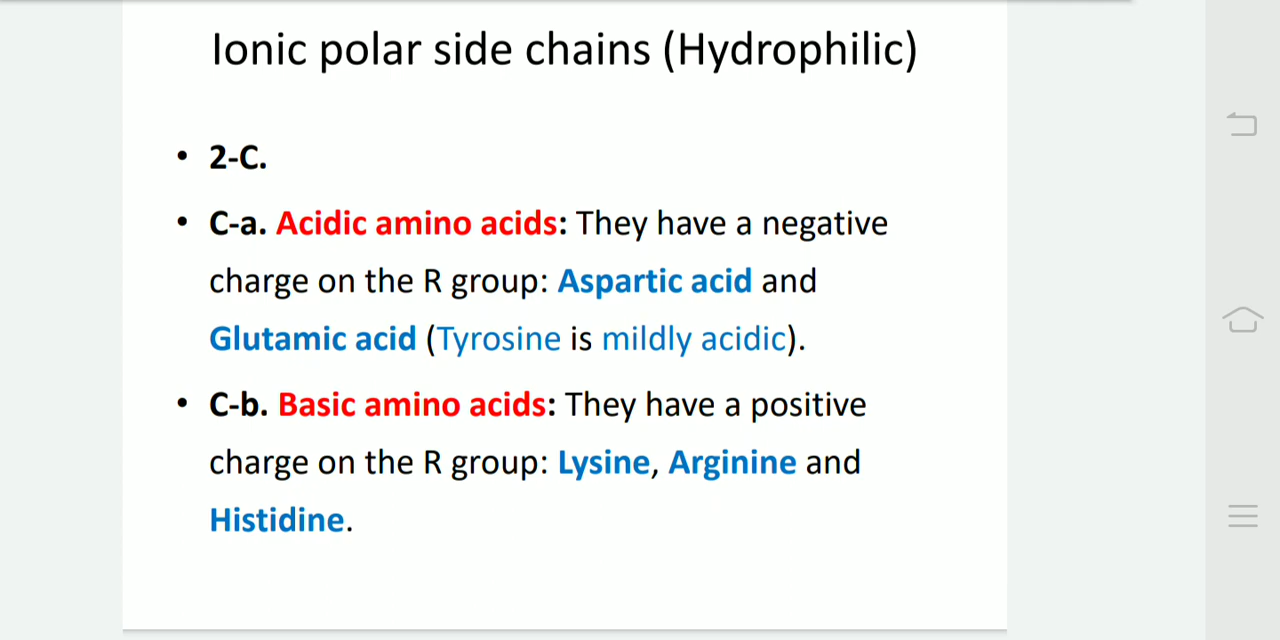 Ionic polar side chains (Hydrophilic)
• 2-C.
• C-a. Acidic amino acids: They have a negative
charge on the R group: Aspartic acid and
Glutamic acid (Tyrosine is mildly acidic).
• C-b. Basic amino acids: They have a positive
charge on the R group: Lysine, Arginine and
Histidine.